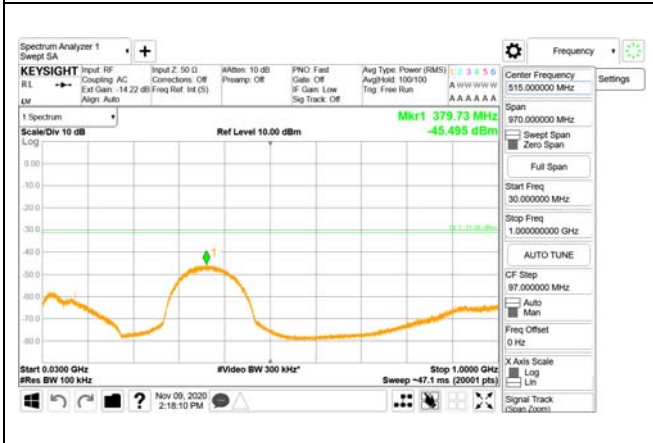 Spectrum Analyzer 1
Swept SA
Frequency
KEYSIGHT
Input: RF
Coupling: AC
Ext Gain: -14.22 dB
Align: Auto
Input Z: 50 Ω
Corrections: Off
Freq Ref: Int (S)
#Atten: 10 dB
Preamp: Off
PNO: Fast
Gate: Off
IF Gain: Low
Sig Track: Off
Avg Type: Power (RMS)
Avg|Hold: 100/100
Trig: Free Run
1 2 3 4 5 6
A W W W W W
A A A A A A
RL
LW
1 Spectrum
Scale/Div 10 dB
Log
Ref Level 10.00 dBm
Mkr1 379.73 MHz
-45.495 dBm
0.00
-10.0
-20.0
-30.0
-40.0
-50.0
-60.0
-70.0
-80.0
1
Start 0.0300 GHz
#Res BW 100 kHz
#Video BW 300 kHz*
Stop 1.0000 GHz
Sweep ~47.1 ms (20001 pts)
Nov 09, 2020
2:18:10 PM
Center Frequency
515.000000 MHz
Settings
Span
970.000000 MHz
Swept Span
Zero Span
Full Span
Start Freq
30.000000 MHz
Stop Freq
1.000000000 GHz
AUTO TUNE
CF Step
97.000000 MHz
Auto
Man
Freq Offset
0 Hz
X Axis Scale
Log
Lin
Signal Track
(Span Zoom)